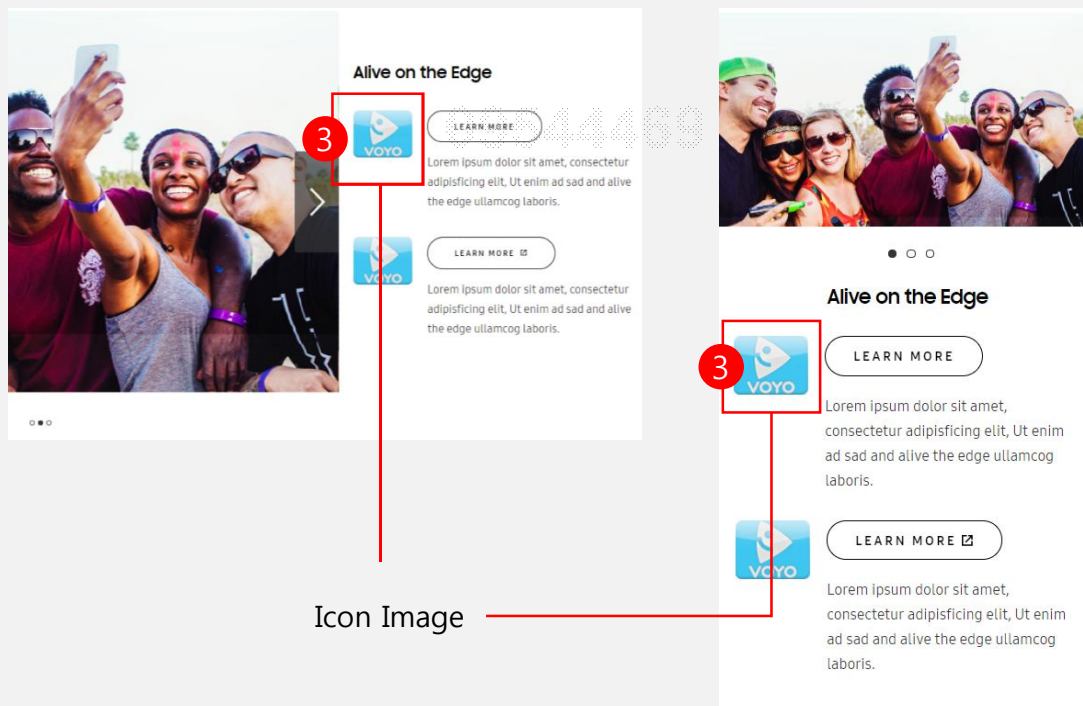 Alive on the Edge
3
VOYO
LEARN MORE
Lorem ipsum dolor sit amet, consectetur
adipisficing elit, Ut enim ad sad and alive
the edge ullamcog laboris.
VOYO
LEARN MORE
Lorem ipsum dolor sit amet, consectetur
adipisficing elit, Ut enim ad sad and alive
the edge ullamcog laboris.
Icon Image
Alive on the Edge
3
VOYO
LEARN MORE
Lorem ipsum dolor sit amet,
consectetur adipisficing elit, Ut enim
ad sad and alive the edge ullamcog
laboris.
VOYO
LEARN MORE
Lorem ipsum dolor sit amet,
consectetur adipisficing elit, Ut enim
ad sad and alive the edge ullamcog
laboris.